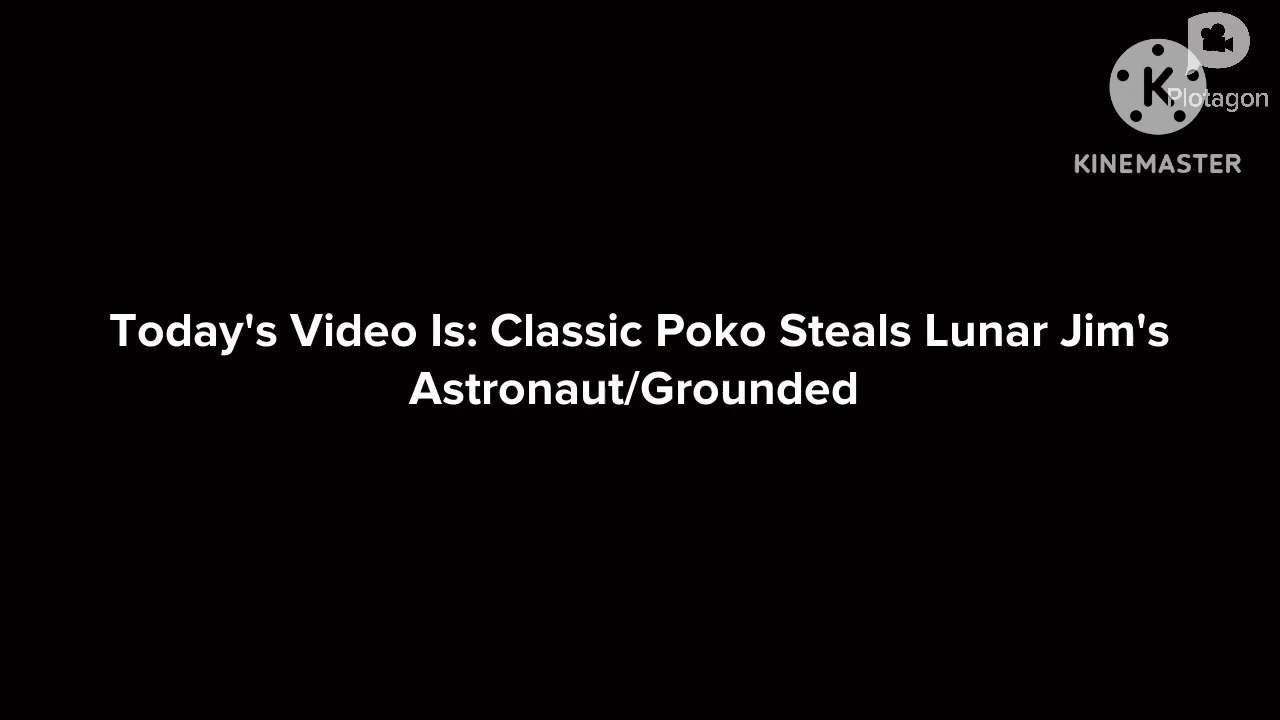 Plotagon
KINEMASTER
Today's Video Is: Classic Poko Steals Lunar Jim's
Astronaut/Grounded